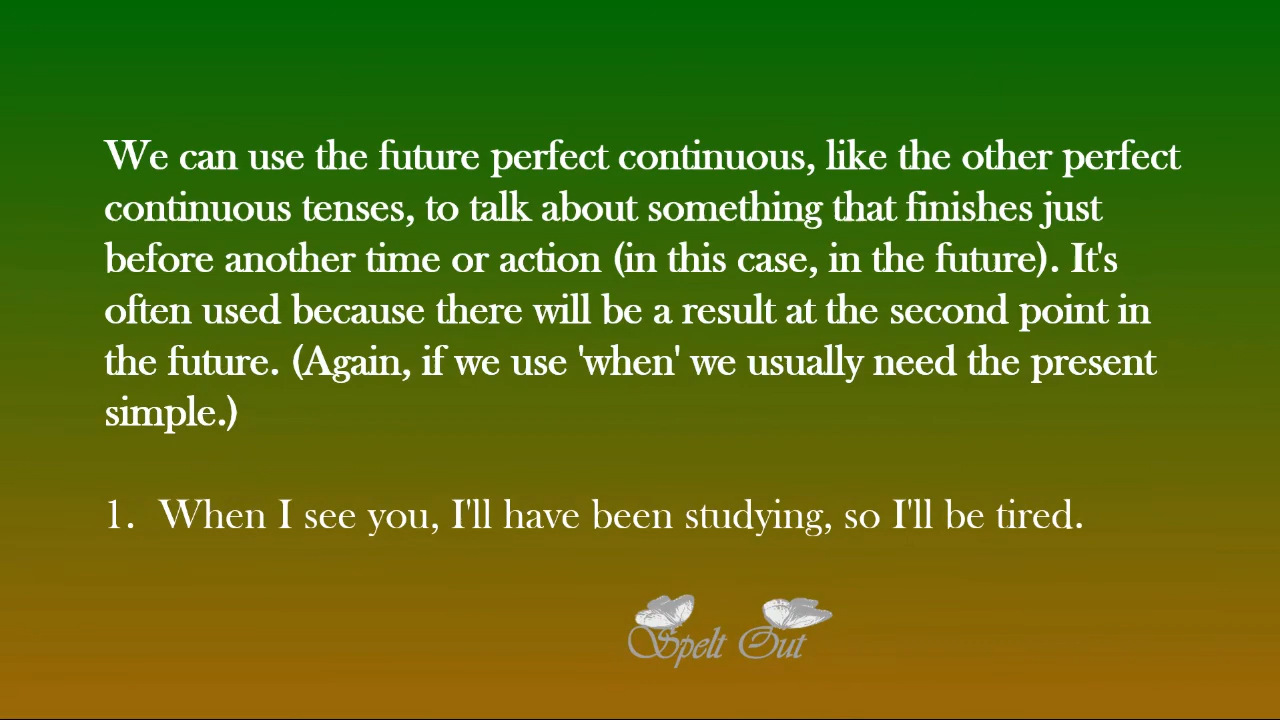 We can use the future perfect continuous, like the other perfect
continuous tenses, to talk about something that finishes just
before another time or action (in this case, in the future). It's
often used because there will be a result at the second point in
the future. (Again, if we use 'when' we usually need the present
simple.)
1. When I see you, I'll have been studying, so I'll be tired.
Spelt Out